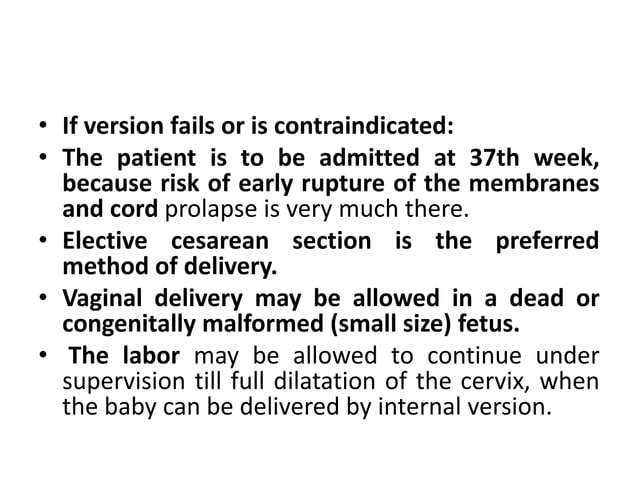 • If version fails or is contraindicated:
• The patient is to be admitted at 37th week,
because risk of early rupture of the membranes
and cord prolapse is very much there.
• Elective cesarean section is the preferred
method of delivery.
• Vaginal delivery may be allowed in a dead or
congenitally malformed (small size) fetus.
• The labor may be allowed to continue under
supervision till full dilatation of the cervix, when
the baby can be delivered by internal version.